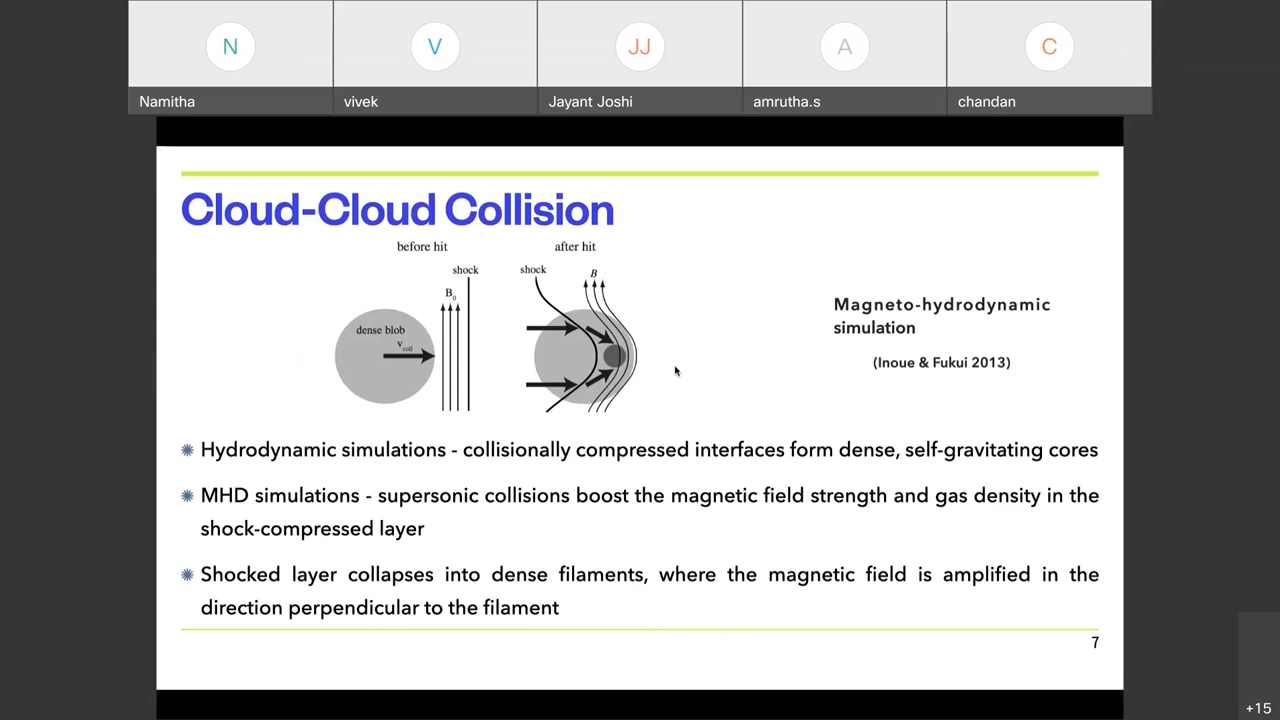 N
V
JJ
A
C
Namitha
vivek
Jayant Joshi
amrutha.s
chandan
Cloud-Cloud Collision
before hit
after hit
shock
shock
B
B0
dense blob
vcoll
Magneto-hydrodynamic
simulation
(Inoue & Fukui 2013)
Hydrodynamic simulations - collisionally compressed interfaces form dense, self-gravitating cores
MHD simulations - supersonic collisions boost the magnetic field strength and gas density in the
shock-compressed layer
Shocked layer collapses into dense filaments, where the magnetic field is amplified in the
direction perpendicular to the filament
7
+15